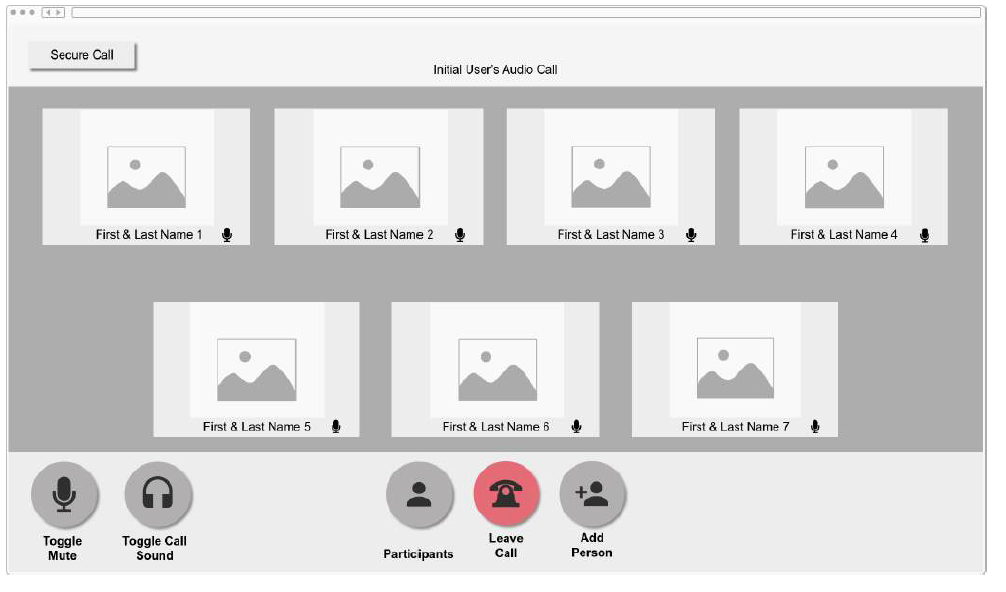 Secure Call
Initial User's Audio Call
First & Last Name 1
First & Last Name 2
First & Last Name 3
First & Last Name 4
First & Last Name 5
First & Last Name 6
First & Last Name 7
Toggle
Mute
Toggle Call
Sound
Participants
Leave
Call
Add
Person